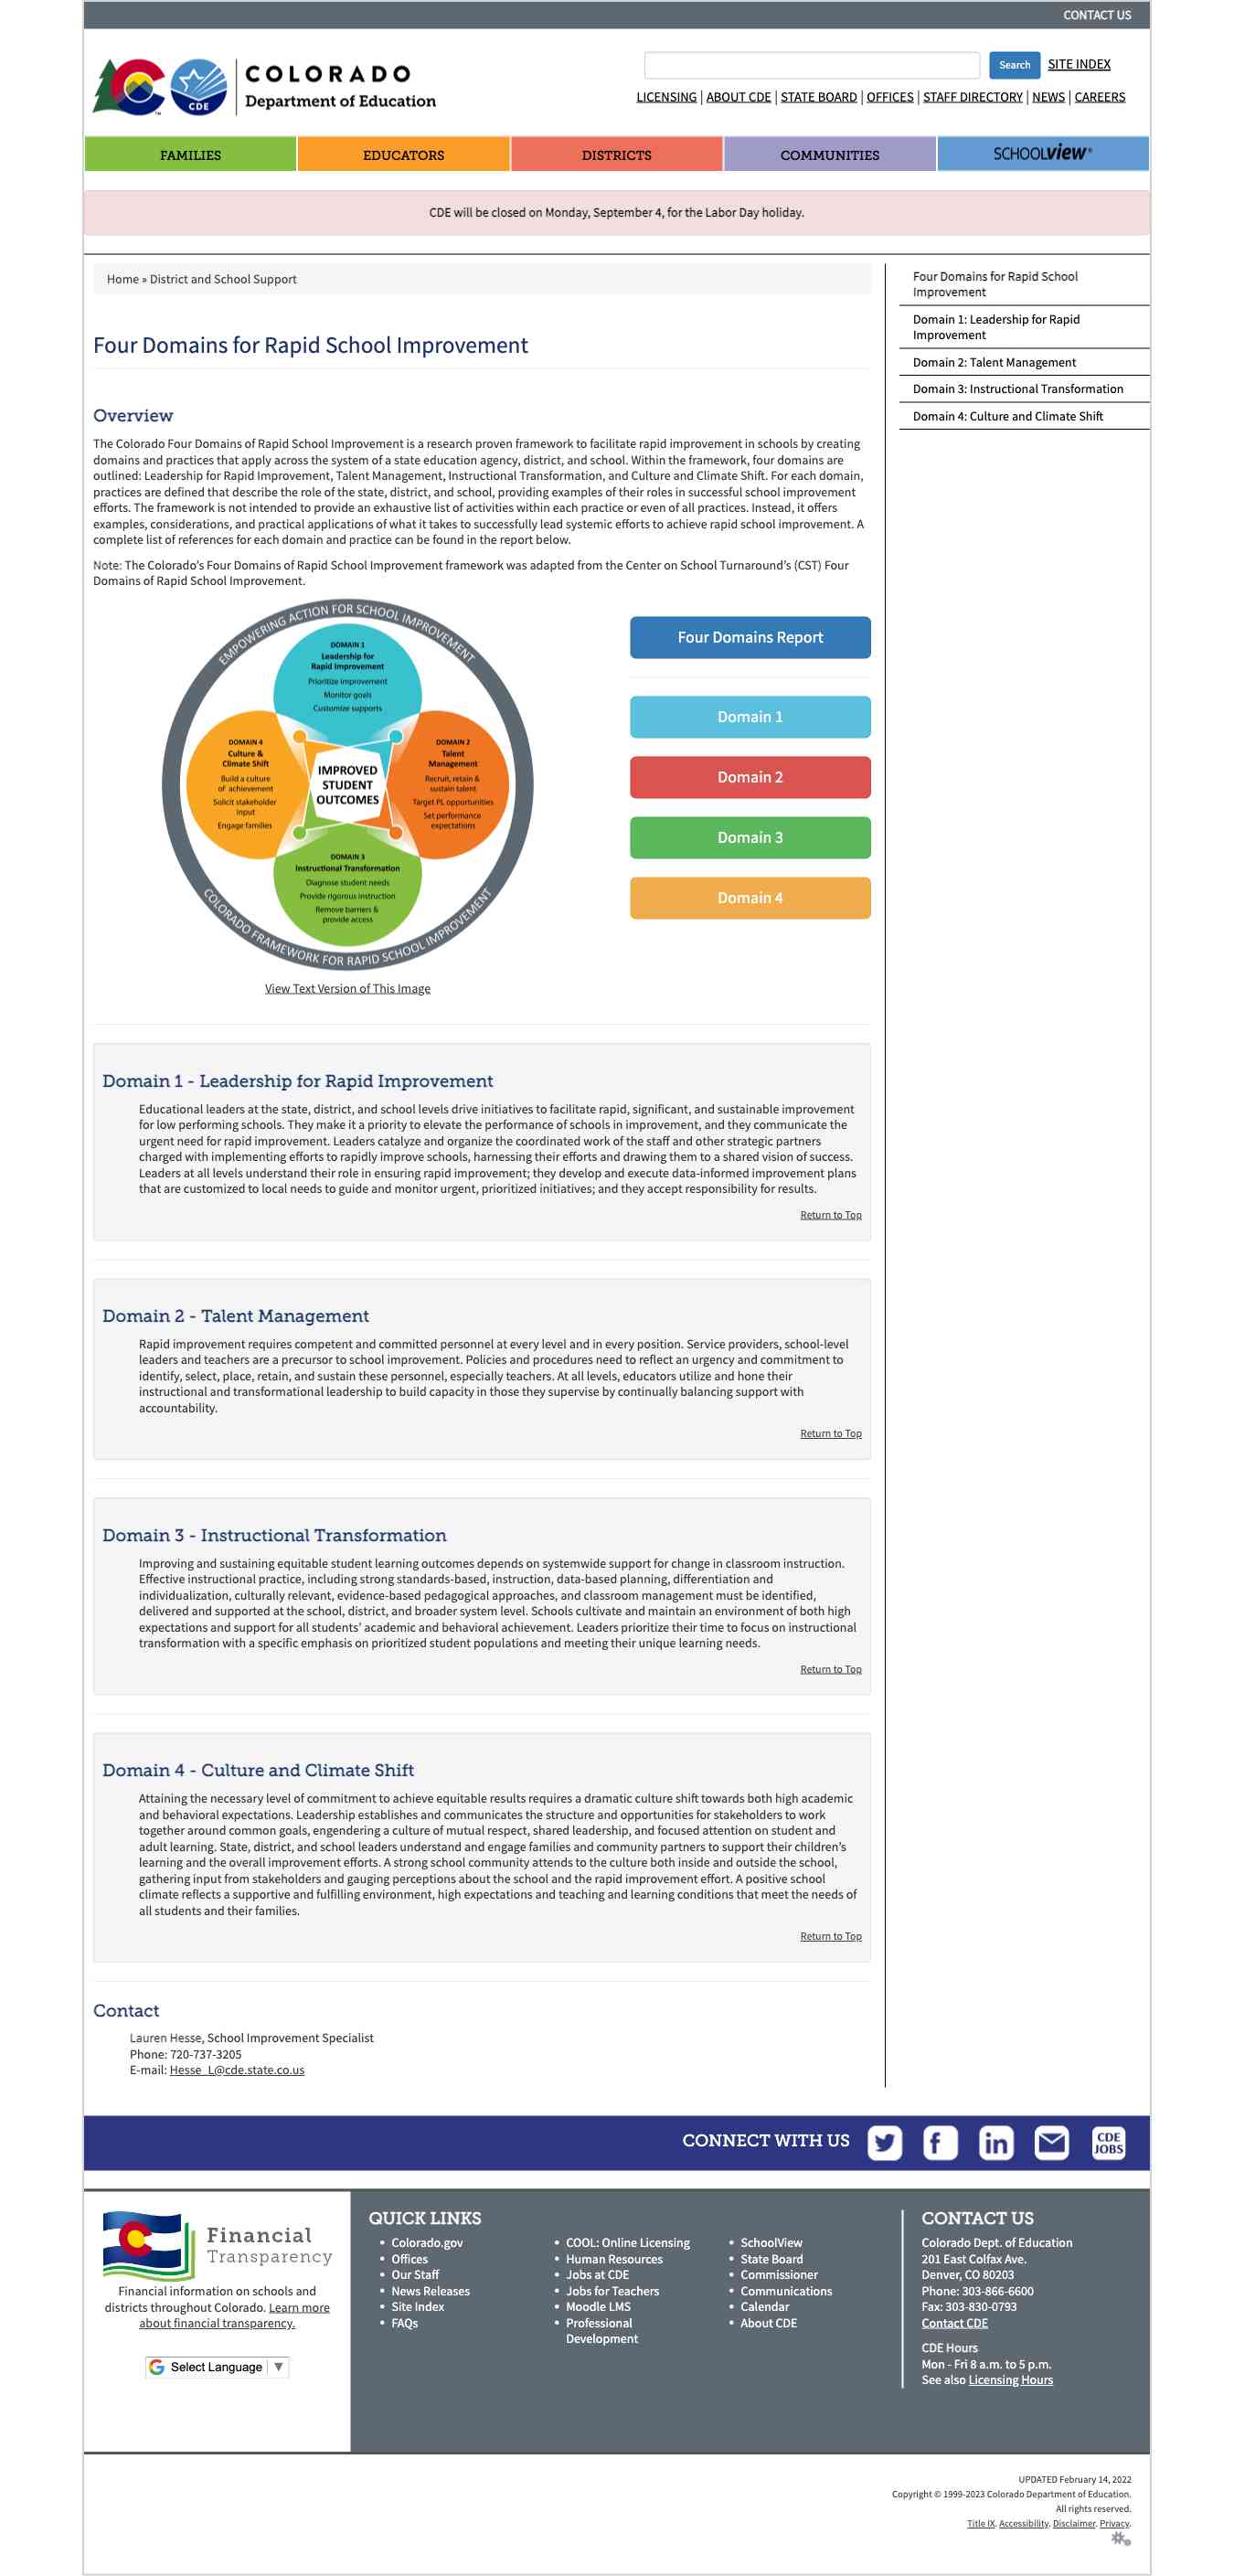 CONTACT US
COLORADO
Department of Education
CDE
TM
Search
SITE INDEX
LICENSING | ABOUT CDE | STATE BOARD | OFFICES | STAFF DIRECTORY | NEWS | CAREERS
FAMILIES
EDUCATORS
DISTRICTS
COMMUNITIES
SCHOOLVIEW®
CDE will be closed on Monday, September 4, for the Labor Day holiday.
Home » District and School Support
Four Domains for Rapid School
Improvement
Domain 1: Leadership for Rapid
Improvement
Domain 2: Talent Management
Domain 3: Instructional Transformation
Domain 4: Culture and Climate Shift
Four Domains for Rapid School Improvement
Overview
The Colorado Four Domains of Rapid School Improvement is a research proven framework to facilitate rapid improvement in schools by creating
domains and practices that apply across the system of a state education agency, district, and school. Within the framework, four domains are
outlined: Leadership for Rapid Improvement, Talent Management, Instructional Transformation, and Culture and Climate Shift. For each domain,
practices are defined that describe the role of the state, district, and school, providing examples of their roles in successful school improvement
efforts. The framework is not intended to provide an exhaustive list of activities within each practice or even of all practices. Instead, it offers
examples, considerations, and practical applications of what it takes to successfully lead systemic efforts to achieve rapid school improvement. A
complete list of references for each domain and practice can be found in the report below.
Note: The Colorado's Four Domains of Rapid School Improvement framework was adapted from the Center on School Turnaround's (CST) Four
Domains of Rapid School Improvement.
EMPOWERING ACTION FOR SCHOOL IMPROVEMENT
DOMAIN 1
Leadership for
Rapid Improvement
Prioritize improvement
Monitor goals
Customize supports
DOMAIN 4
Culture &
Climate Shift
Build a culture
of achievement
Solicit stakeholder
input
Engage families
IMPROVED
STUDENT
OUTCOMES
DOMAIN 2
Talent
Management
Recruit, retain &
sustain talent
Target PL opportunities
Set performance
expectations
DOMAIN 3
Instructional Transformation
Diagnose student needs
Provide rigorous instruction
Remove barriers &
provide access
COLORADO FRAMEWORK FOR RAPID SCHOOL IMPROVEMENT
View Text Version of This Image
Four Domains Report
Domain 1
Domain 2
Domain 3
Domain 4
Domain 1 - Leadership for Rapid Improvement
Educational leaders at the state, district, and school levels drive initiatives to facilitate rapid, significant, and sustainable improvement
for low performing schools. They make it a priority to elevate the performance of schools in improvement, and they communicate the
urgent need for rapid improvement. Leaders catalyze and organize the coordinated work of the staff and other strategic partners
charged with implementing efforts to rapidly improve schools, harnessing their efforts and drawing them to a shared vision of success.
Leaders at all levels understand their role in ensuring rapid improvement; they develop and execute data-informed improvement plans
that are customized to local needs to guide and monitor urgent, prioritized initiatives; and they accept responsibility for results.
Return to Top
Domain 2 - Talent Management
Rapid improvement requires competent and committed personnel at every level and in every position. Service providers, school-level
leaders and teachers are a precursor to school improvement. Policies and procedures need to reflect an urgency and commitment to
identify, select, place, retain, and sustain these personnel, especially teachers. At all levels, educators utilize and hone their
instructional and transformational leadership to build capacity in those they supervise by continually balancing support with
accountability.
Return to Top
Domain 3 - Instructional Transformation
Improving and sustaining equitable student learning outcomes depends on systemwide support for change in classroom instruction.
Effective instructional practice, including strong standards-based, instruction, data-based planning, differentiation and
individualization, culturally relevant, evidence-based pedagogical approaches, and classroom management must be identified,
delivered and supported at the school, district, and broader system level. Schools cultivate and maintain an environment of both high
expectations and support for all students' academic and behavioral achievement. Leaders prioritize their time to focus on instructional
transformation with a specific emphasis on prioritized student populations and meeting their unique learning needs.
Return to Top
Domain 4 - Culture and Climate Shift
Attaining the necessary level of commitment to achieve equitable results requires a dramatic culture shift towards both high academic
and behavioral expectations. Leadership establishes and communicates the structure and opportunities for stakeholders to work
together around common goals, engendering a culture of mutual respect, shared leadership, and focused attention on student and
adult learning. State, district, and school leaders understand and engage families and community partners to support their children's
learning and the overall improvement efforts. A strong school community attends to the culture both inside and outside the school,
gathering input from stakeholders and gauging perceptions about the school and the rapid improvement effort. A positive school
climate reflects a supportive and fulfilling environment, high expectations and teaching and learning conditions that meet the needs of
all students and their families.
Return to Top
Contact
Lauren Hesse, School Improvement Specialist
Phone: 720-737-3205
E-mail: Hesse_L@cde.state.co.us
CONNECT WITH US
CDE
JOBS
Financial
Transparency
Financial information on schools and
districts throughout Colorado. Learn more
about financial transparency.
Select Language ▼
QUICK LINKS
• Colorado.gov
• Offices
• Our Staff
• News Releases
• Site Index
• FAQs
• COOL: Online Licensing
• Human Resources
• Jobs at CDE
• Jobs for Teachers
• Moodle LMS
• Professional
Development
• SchoolView
• State Board
• Commissioner
• Communications
• Calendar
• About CDE
CONTACT US
Colorado Dept. of Education
201 East Colfax Ave.
Denver, CO 80203
Phone: 303-866-6600
Fax: 303-830-0793
Contact CDE
CDE Hours
Mon - Fri 8 a.m. to 5 p.m.
See also Licensing Hours
UPDATED February 14, 2022
Copyright © 1999-2023 Colorado Department of Education.
All rights reserved.
Title IX. Accessibility. Disclaimer. Privacy.